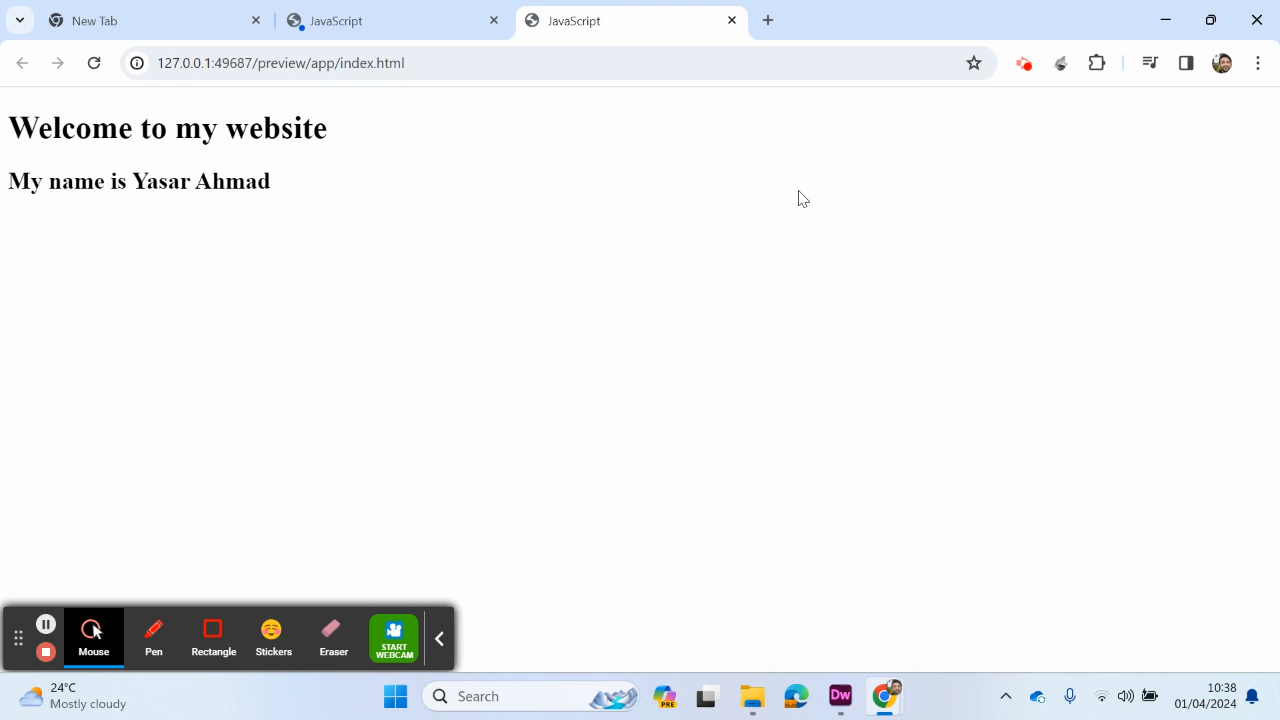 New Tab
JavaScript
JavaScript
127.0.0.1:49687/preview/app/index.html
Welcome to my website
My name is Yasar Ahmad
Mouse
Pen
Rectangle
Stickers
Eraser
START
WEBCAM
24°C
Mostly cloudy
Search
PRE
Dw
10:38
01/04/2024